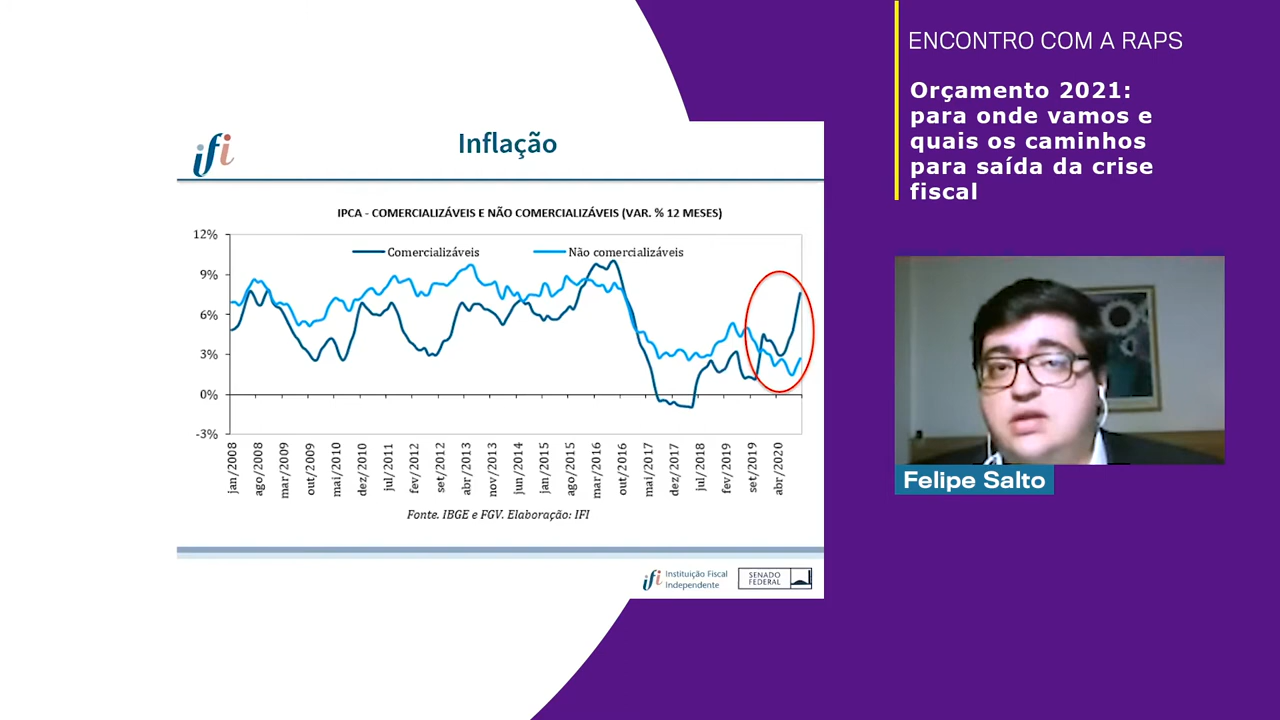 ENCONTRO COM A RAPS
Orçamento 2021:
para onde vamos e
quais os caminhos
para saída da crise
fiscal
ifi
Inflação
IPCA - COMERCIALIZÁVEIS E NÃO COMERCIALIZÁVEIS (VAR. % 12 MESES)
Comercializáveis
Não comercializáveis
12%
9%
6%
3%
0%
-3%
jan/2008
ago/2008
mar/2009
out/2009
mai/2010
dez/2010
jul/2011
fev/2012
set/2012
abr/2013
nov/2013
jun/2014
jan/2015
ago/2015
mar/2016
out/2016
mai/2017
dez/2017
jul/2018
fev/2019
set/2019
abr/2020
Fonte. IBGE e FGV. Elaboração: IFI
ifi
Instituição Fiscal
Independente
SENADO
FEDERAL
Felipe Salto